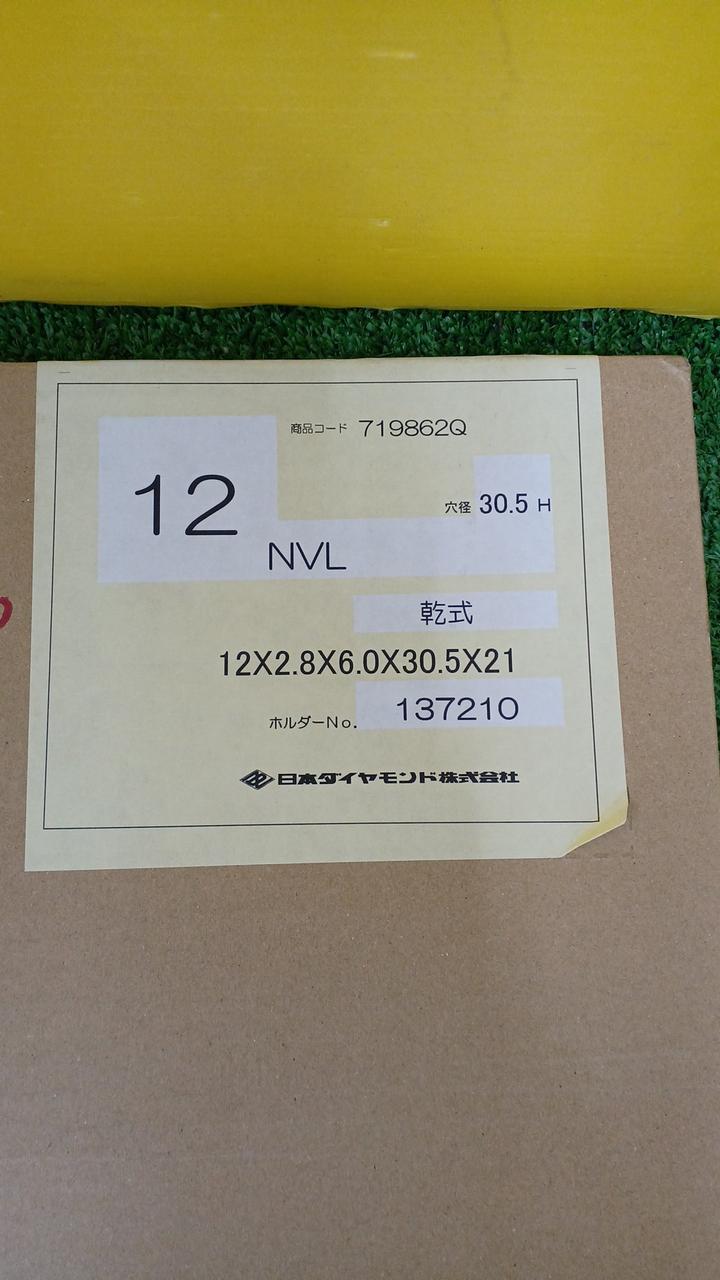 商品コード 719862Q
12
穴径 30.5 H
NVL
乾式
12X2.8X6.0X30.5X21
ホルダーNo. 137210
日本ダイヤモンド株式会社